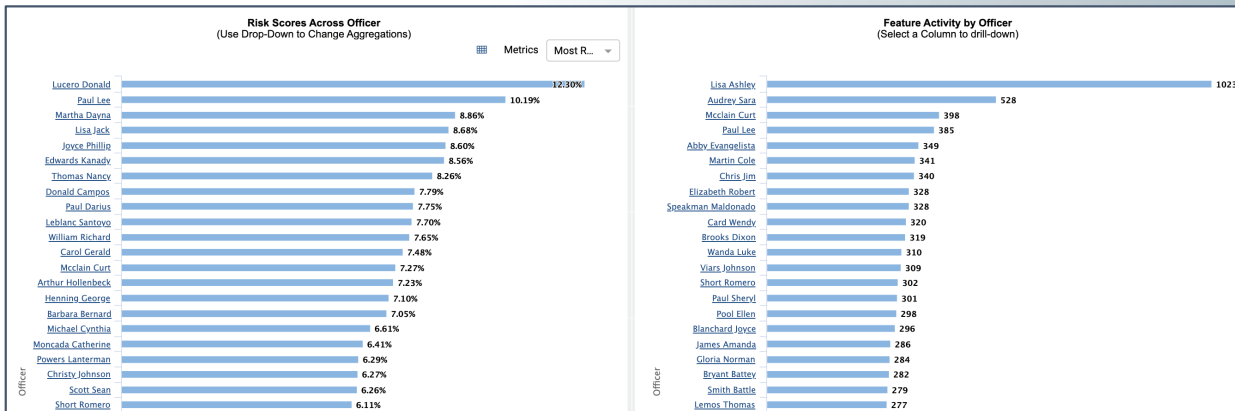 Risk Scores Across Officer
(Use Drop-Down to Change Aggregations)
Metrics Most R...
Lucero Donald 12.30%
Paul Lee 10.19%
Martha Dayna 8.86%
Lisa Jack 8.68%
Joyce Phillip 8.60%
Edwards Kanady 8.56%
Thomas Nancy 8.26%
Donald Campos 7.79%
Paul Darius 7.75%
Leblanc Santoyo 7.70%
William Richard 7.65%
Carol Gerald 7.48%
Mcclain Curt 7.27%
Arthur Hollenbeck 7.23%
Henning George 7.10%
Barbara Bernard 7.05%
Michael Cynthia 6.61%
Moncada Catherine 6.41%
Powers Lanterman 6.29%
Christy Johnson 6.27%
Scott Sean 6.26%
Short Romero 6.11%
Officer
Feature Activity by Officer
(Select a Column to drill-down)
Lisa Ashley 1023
Audrey Sara 528
Mcclain Curt 398
Paul Lee 385
Abby Evangelista 349
Martin Cole 341
Chris Jim 340
Elizabeth Robert 328
Speakman Maldonado 328
Card Wendy 320
Brooks Dixon 319
Wanda Luke 310
Viars Johnson 309
Short Romero 302
Paul Sheryl 301
Pool Ellen 298
Blanchard Joyce 296
James Amanda 286
Gloria Norman 284
Bryant Battey 282
Smith Battle 279
Lemos Thomas 277
Officer